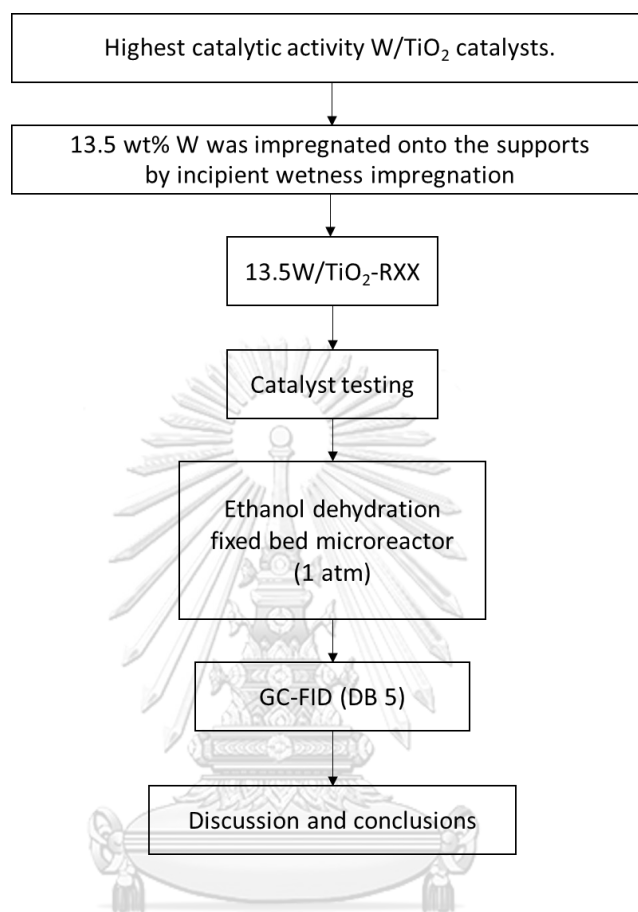 Highest catalytic activity W/TiO₂ catalysts.
13.5 wt% W was impregnated onto the supports
by incipient wetness impregnation
13.5W/TiO₂-RXX
Catalyst testing
Ethanol dehydration
fixed bed microreactor
(1 atm)
GC-FID (DB 5)
Discussion and conclusions